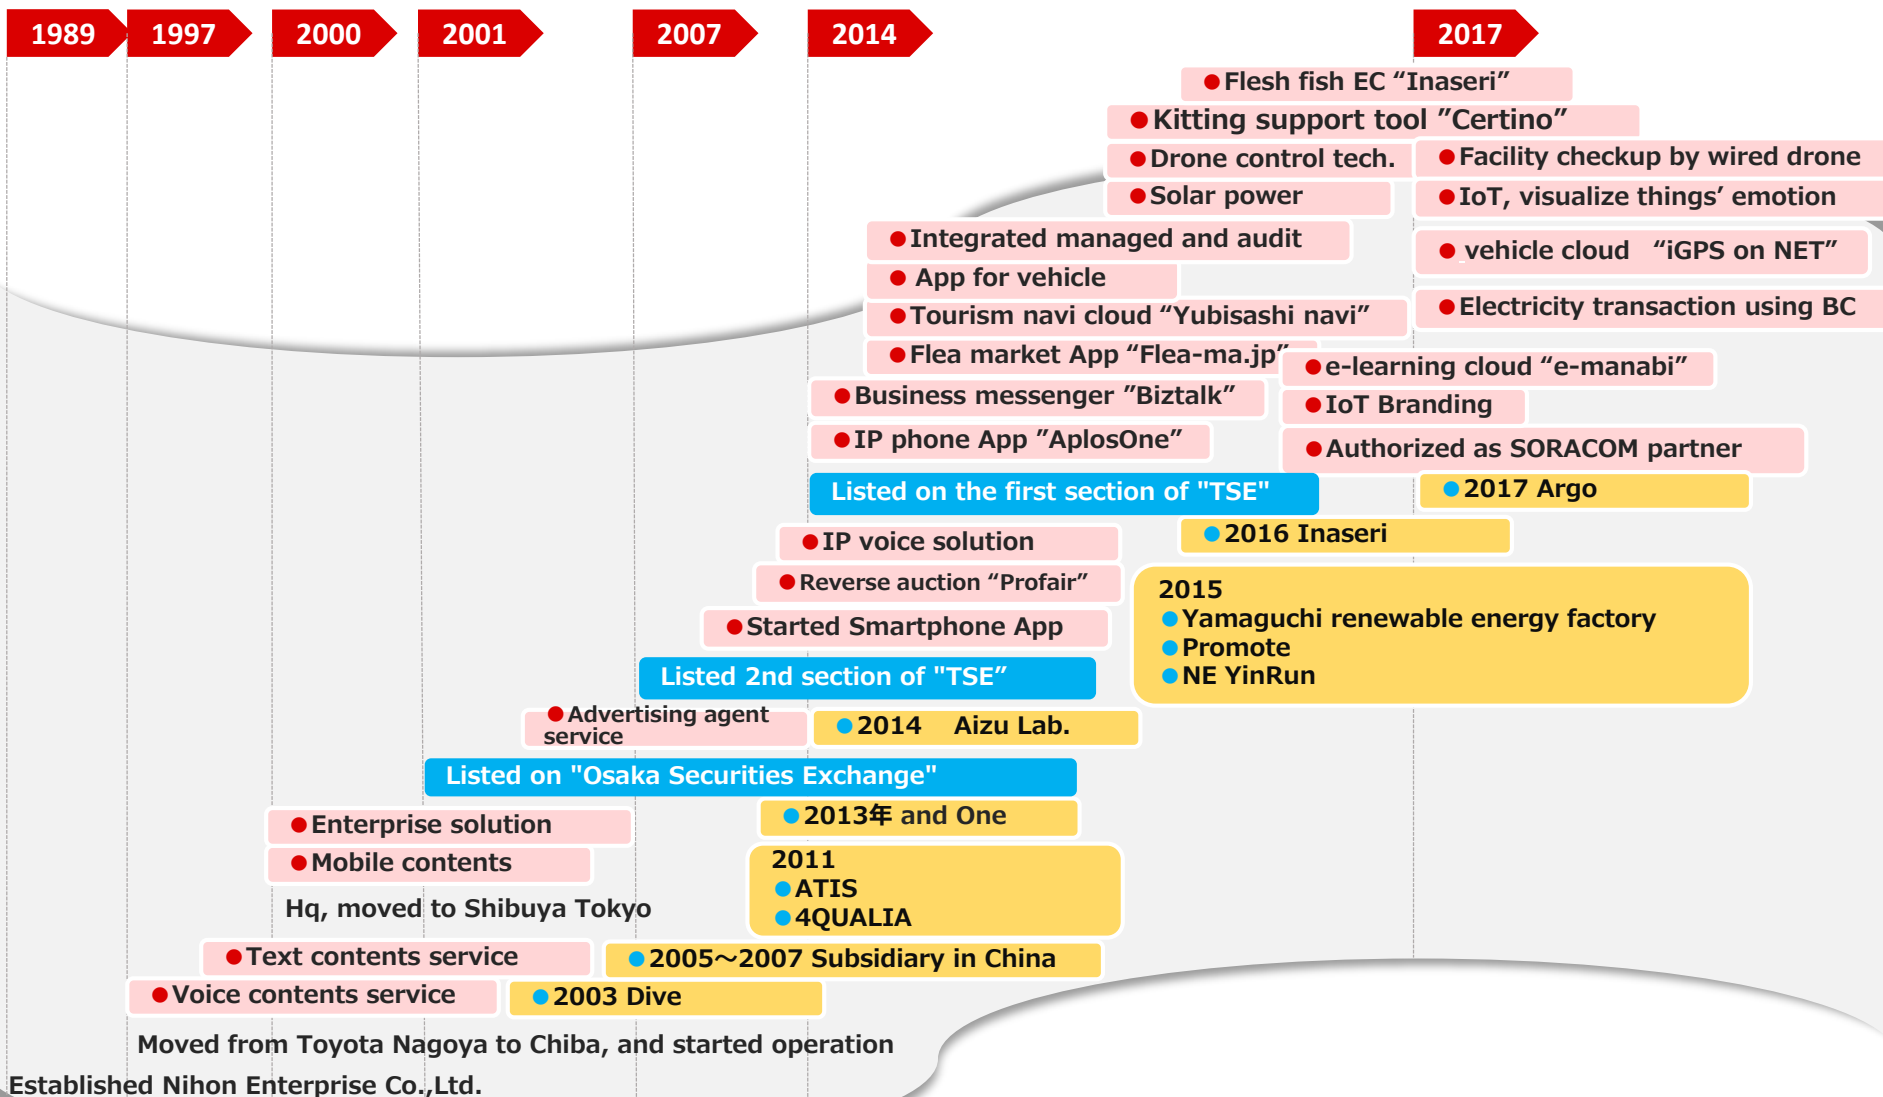 1989
1997
2000
2001
2007
2014
2017
Flesh fish EC “Inaseri”
Kitting support tool ”Certino”
Drone control tech.
Facility checkup by wired drone
Solar power
IoT, visualize things’ emotion
Integrated managed and audit
vehicle cloud “iGPS on NET”
App for vehicle
Tourism navi cloud “Yubisashi navi”
Electricity transaction using BC
Flea market App “Flea-ma.jp”
e-learning cloud “e-manabi”
Business messenger ”Biztalk”
IoT Branding
IP phone App ”AplosOne”
Authorized as SORACOM partner
Listed on the first section of "TSE"
2017 Argo
IP voice solution
2016 Inaseri
Reverse auction “Profair”
2015
Yamaguchi renewable energy factory
Promote
NE YinRun
Started Smartphone App
Listed 2nd section of "TSE”
Advertising agent
service
2014 Aizu Lab.
Listed on "Osaka Securities Exchange"
Enterprise solution
2013年 and One
Mobile contents
2011
ATIS
4QUALIA
Hq, moved to Shibuya Tokyo
Text contents service
2005～2007 Subsidiary in China
Voice contents service
2003 Dive
Moved from Toyota Nagoya to Chiba, and started operation
Established Nihon Enterprise Co.,Ltd.